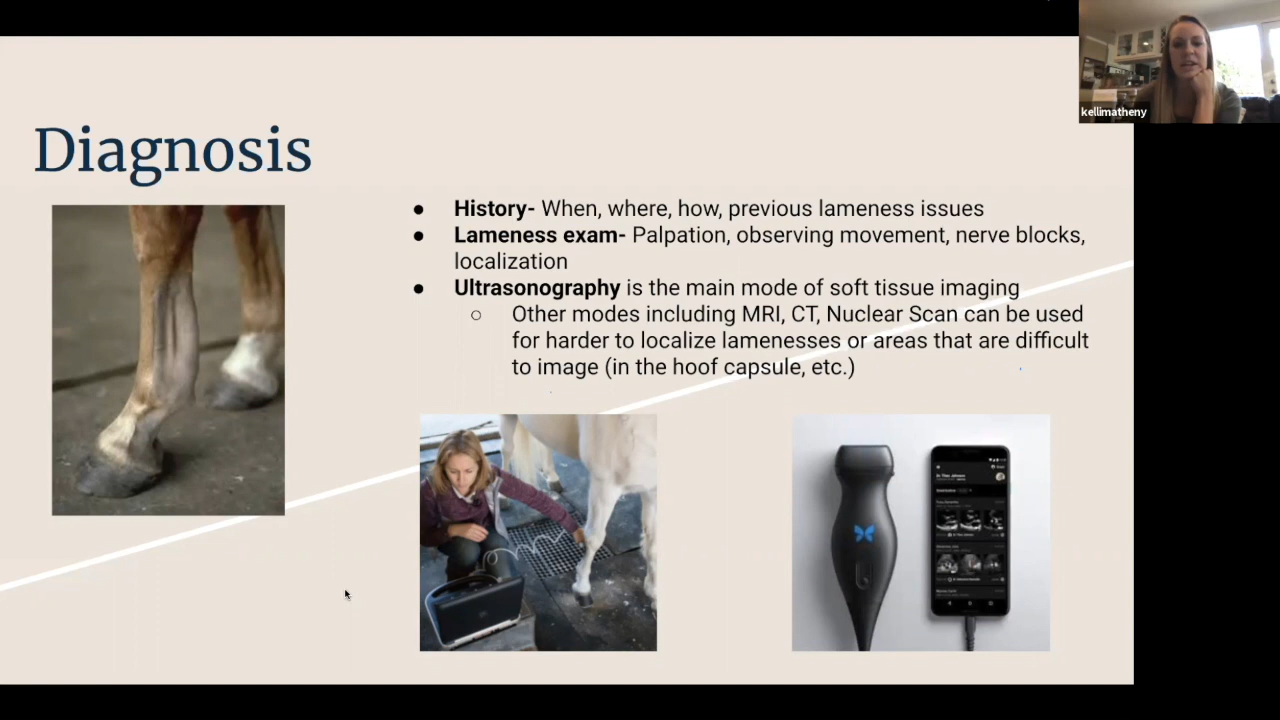 kellimatheny
Diagnosis
● History- When, where, how, previous lameness issues
● Lameness exam- Palpation, observing movement, nerve blocks,
localization
● Ultrasonography is the main mode of soft tissue imaging
○ Other modes including MRI, CT, Nuclear Scan can be used
for harder to localize lamenesses or areas that are difficult
to image (in the hoof capsule, etc.)